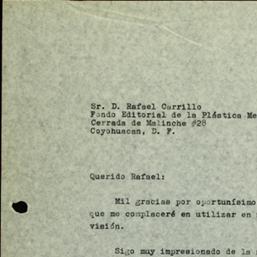 Sr. D. Rafael Carrillo
Fondo Editorial de la Plástica Me
Cerrada de Malinche #28
Coyohuacan, D. F.
Querido Rafael:
Mil gracias por oportunísimo
que me complaceré en utilizar en
visión.
Sigo muy impresionado de la